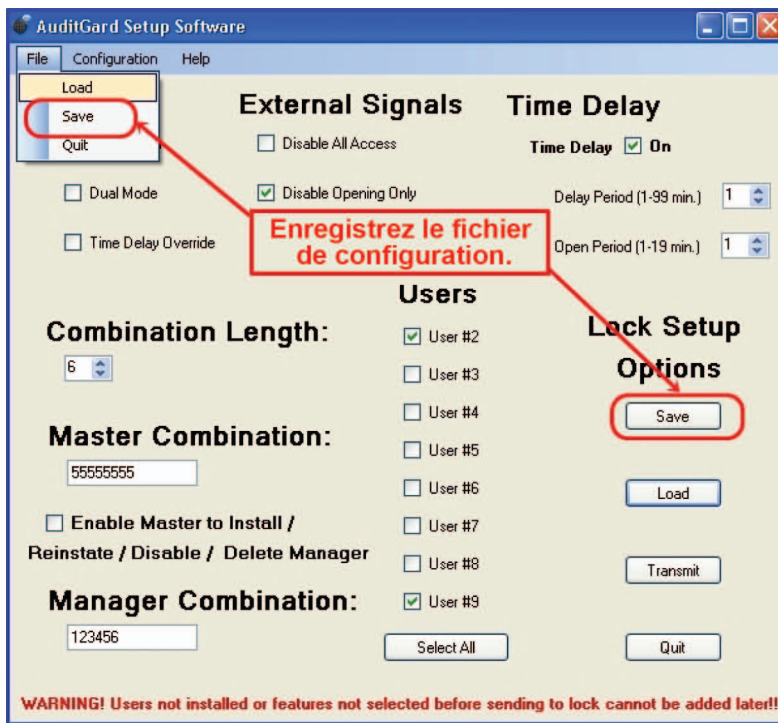 AuditGard Setup Software
File Configuration Help
Load
Save
Quit
External Signals
Time Delay
Disable All Access
Time Delay On
Dual Mode
Disable Opening Only
Delay Period (1-99 min.) 1
Time Delay Override
Enregistrez le fichier
de configuration.
Open Period (1-19 min.) 1
Users
Combination Length:
6
User #2
User #3
User #4
User #5
User #6
User #7
User #8
User #9
Select All
Master Combination:
55555555
Enable Master to Install /
Reinstate / Disable / Delete Manager
Manager Combination:
123456
Lock Setup
Options
Save
Load
Transmit
Quit
WARNING! Users not installed or features not selected before sending to lock cannot be added later!!